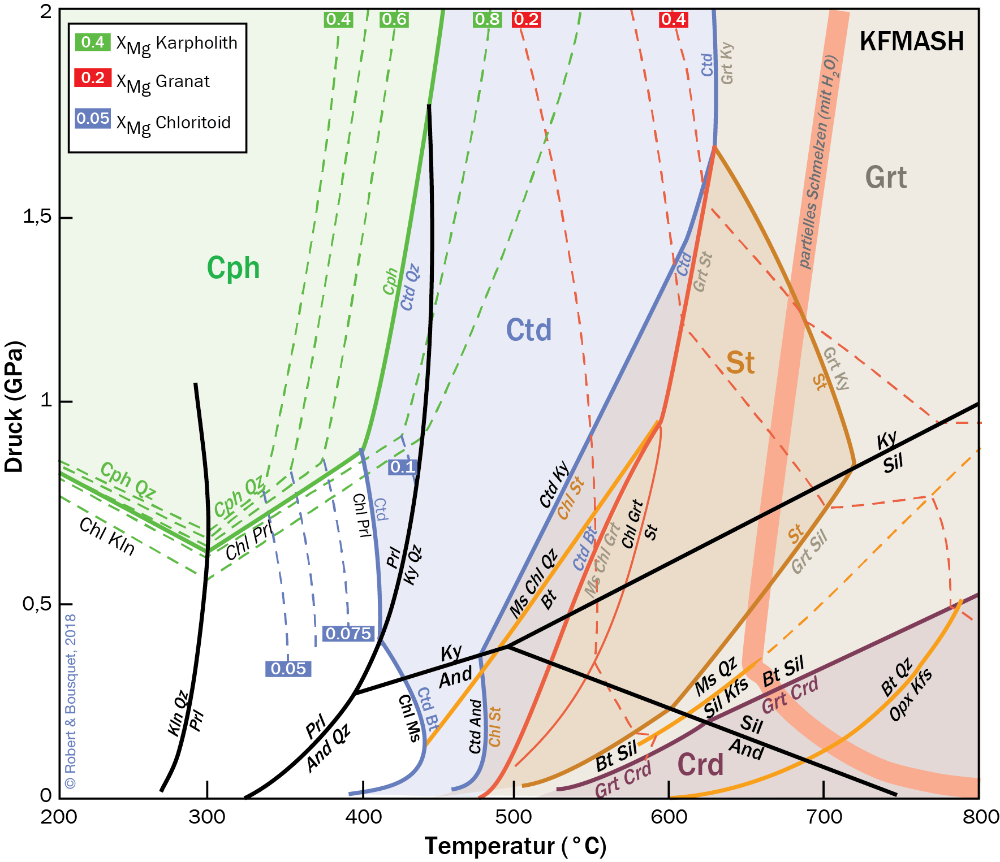 2
0.4
0.6
0.8
0.2
0.4
KFMASH
0.4 XMg Karpholith
0.2 XMg Granat
0.05 XMg Chloritoid
Ctd
Grt Ky
partielles Schmelzen (mit H2O)
Grt
1,5
Cph
Cph
Ctd Qz
Ctd
Grt St
Ctd
St
Grt Ky
St
1
Druck (GPa)
Ky
Sil
Cph Qz
Cph Qz
Chl Kln
Chl Prl
0.1
Chl Prl
Ctd
Ctd Ky
Chl St
Prl
Ky Qz
Ms Chl Qz
Bt
Ctd Bt
Ms Chl Grt
Chl Grt
St
St
Grt Sil
0,5
0.075
0.05
© Robert & Bousquet, 2018
Kln Qz
Prl
Prl
And Qz
Ky
And
Chl Ms
Ctd Bt
Ctd And
Chl St
Ms Qz
Sil Kfs
Bt Sil
Grt Crd
Bt Qz
Opx Kfs
Sil
And
Bt Sil
Grt Crd
Crd
0
200
300
400
500
600
700
800
Temperatur (°C)